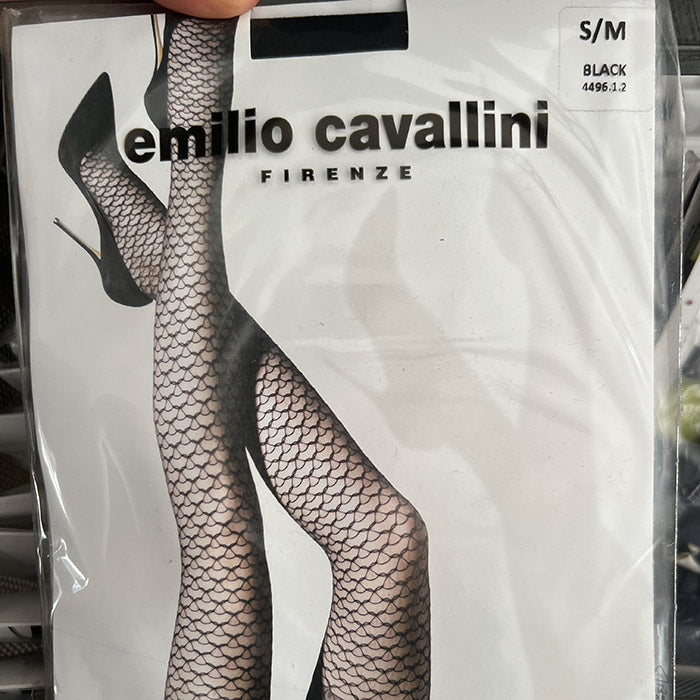 S/M
BLACK
4496.1.2
emilio cavallini
FIRENZE